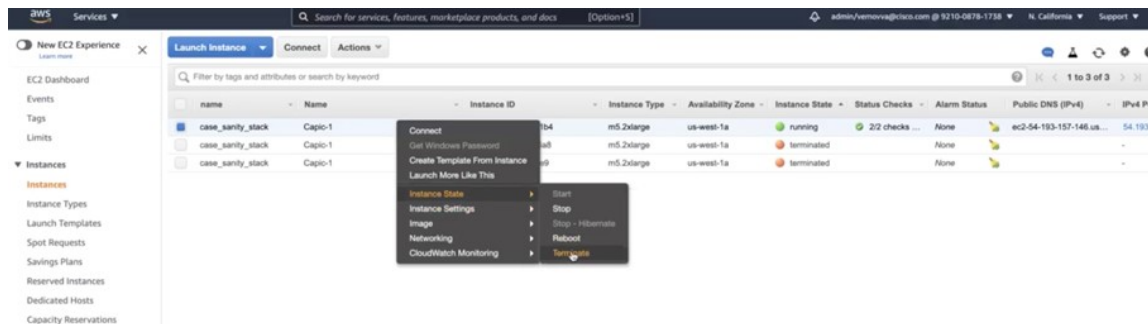 aws Services Search for services, features, marketplace products, and docs [Option+S] admin/vemovva@cisco.com @ 9210-0878-1738 N. California Support
New EC2 Experience
Learn more
Launch Instance Connect Actions
EC2 Dashboard
Events
Tags
Limits
Instances
Instances
Instance Types
Launch Templates
Spot Requests
Savings Plans
Reserved Instances
Dedicated Hosts
Capacity Reservations
Filter by tags and attributes or search by keyword 1 to 3 of 3
name Name Instance ID Instance Type Availability Zone Instance State Status Checks Alarm Status Public DNS (IPv4) IPv4 P
case_sanity_stack Capic-1 1b4 m5.2xlarge us-west-1a running 2/2 checks ... None ec2-54-193-157-146.us... 54.193
case_sanity_stack Capic-1 m5.2xlarge us-west-1a terminated None -
case_sanity_stack Capic-1 m5.2xlarge us-west-1a terminated None -
Connect
Get Windows Password
Create Template From Instance
Launch More Like This
Instance State
Instance Settings
Image
Networking
CloudWatch Monitoring
Start
Stop
Stop - Hibernate
Reboot
Terminate